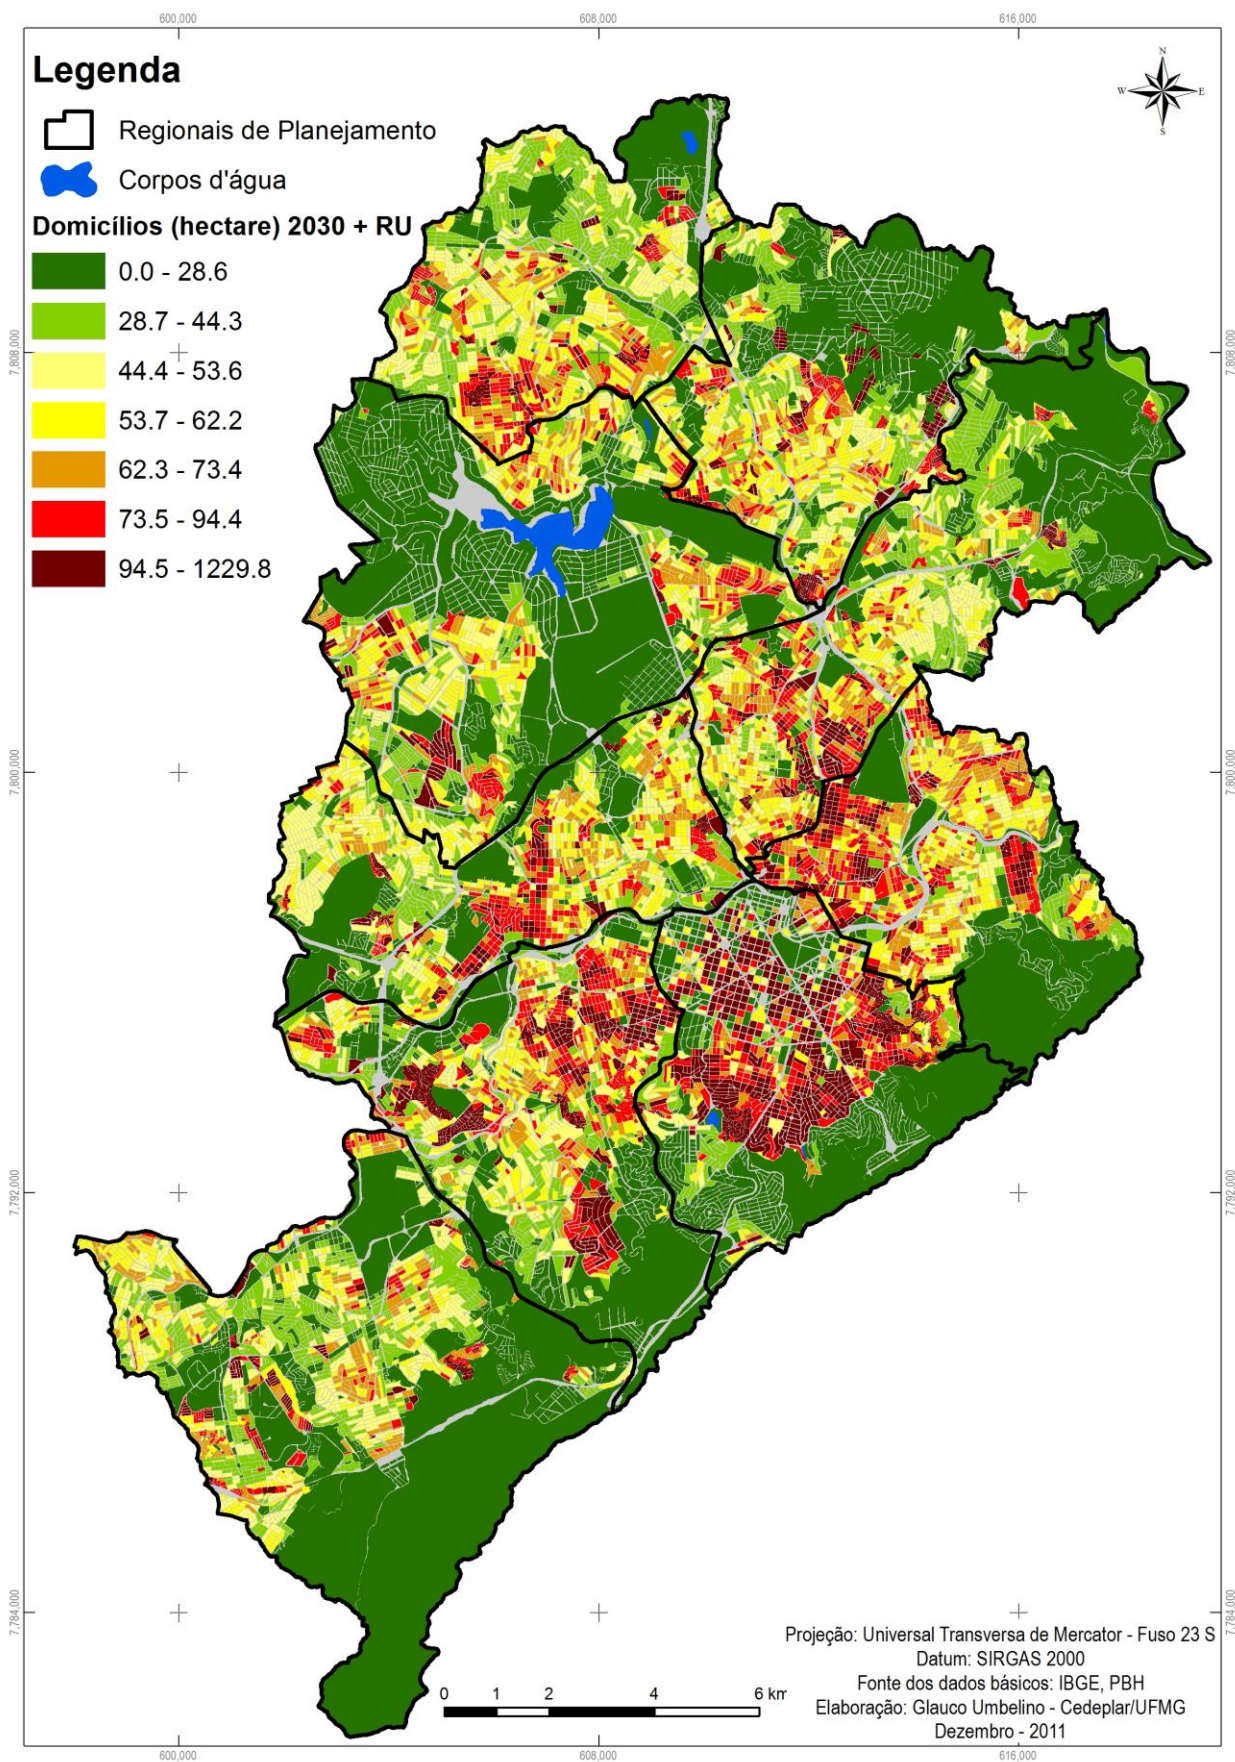 600,000
608,000
616,000
Legenda
N
W
E
S
Regionais de Planejamento
Corpos d'água
Domicílios (hectare) 2030 + RU
0.0 - 28.6
28.7 - 44.3
44.4 - 53.6
53.7 - 62.2
62.3 - 73.4
73.5 - 94.4
94.5 - 1229.8
7,808,000
7,808,000
7,800,000
7,800,000
7,792,000
7,792,000
7,784,000
7,784,000
Projeção: Universal Transversa de Mercator - Fuso 23 S
Datum: SIRGAS 2000
Fonte dos dados básicos: IBGE, PBH
Elaboração: Glauco Umbelino - Cedeplar/UFMG
Dezembro - 2011
0 1 2 4 6 km
600,000
608,000
616,000